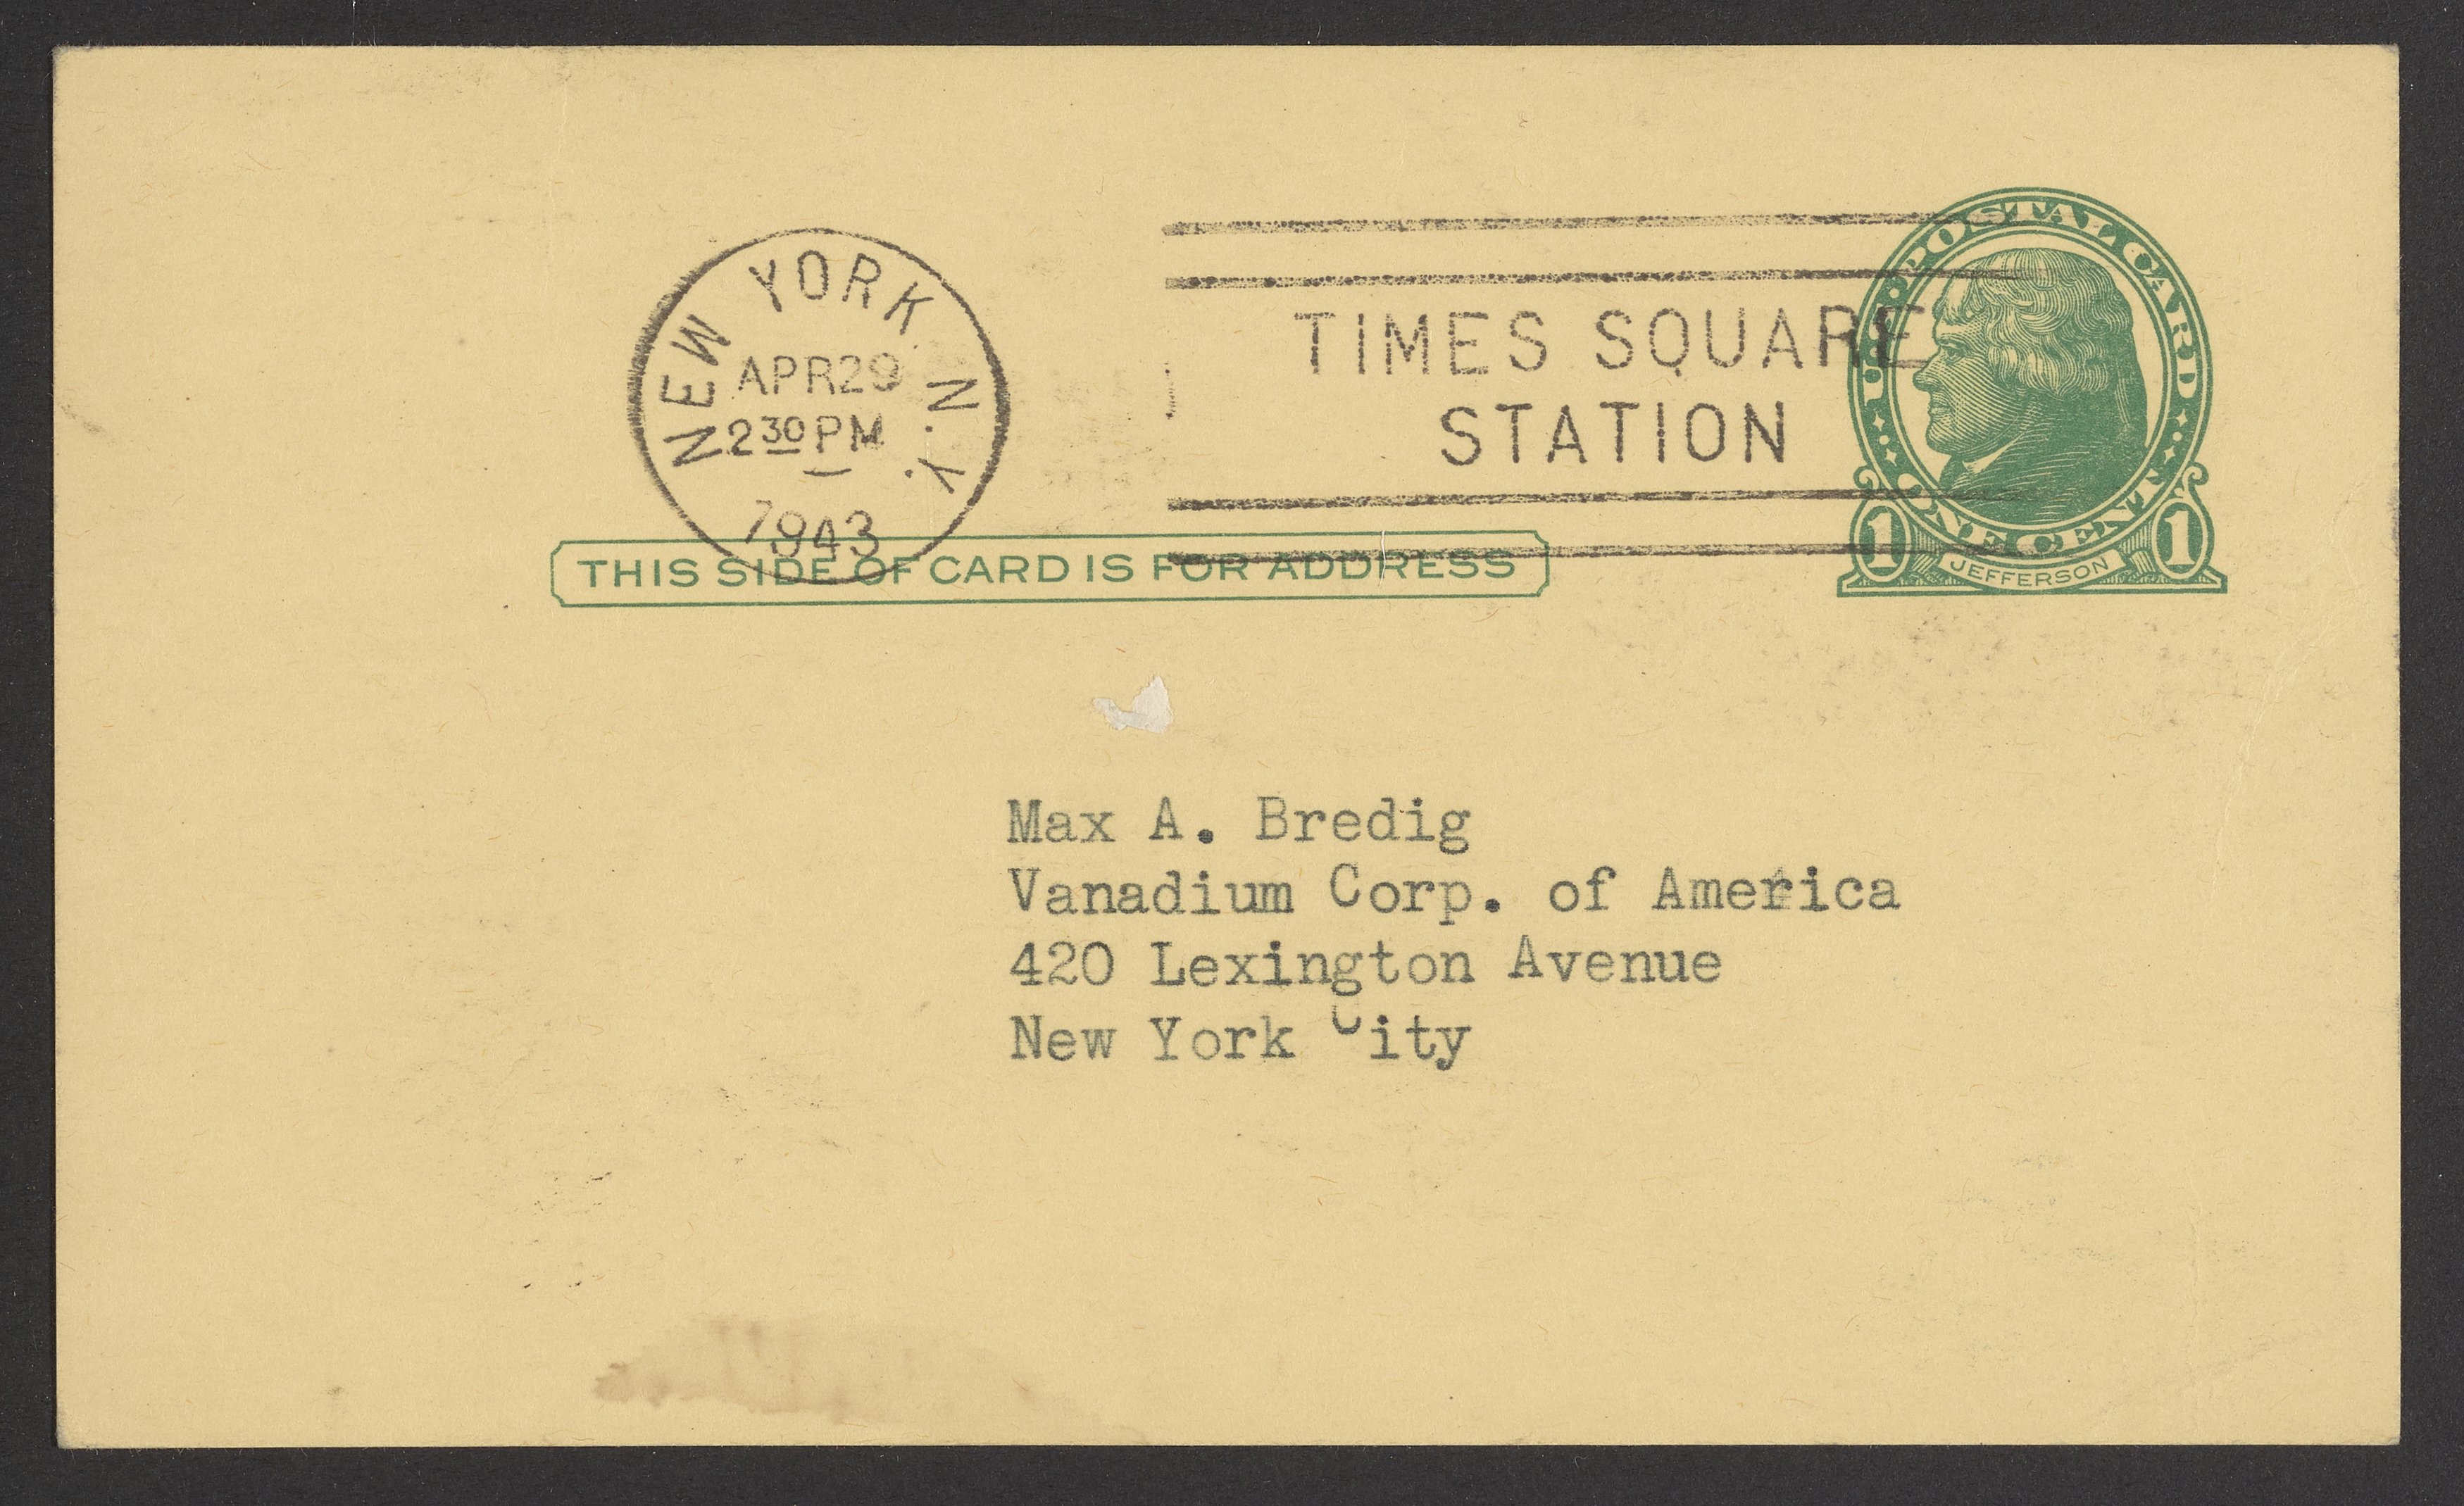 NEW YORK N.Y.
APR 29
2 30 PM
1943
TIMES SQUARE
STATION
U.S. POSTAL CARD
ONE CENT
1 JEFFERSON 1
THIS SIDE OF CARD IS FOR ADDRESS
Max A. Bredig
Vanadium Corp. of America
420 Lexington Avenue
New York City